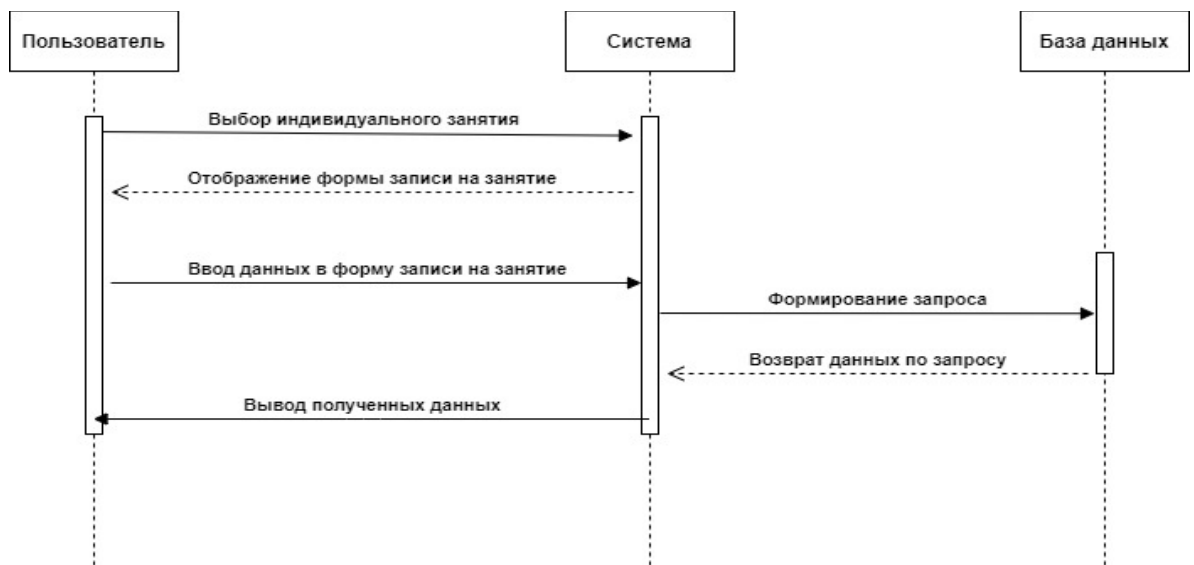 Пользователь
Система
База данных
Выбор индивидуального занятия
Отображение формы записи на занятие
Ввод данных в форму записи на занятие
Формирование запроса
Возврат данных по запросу
Вывод полученных данных